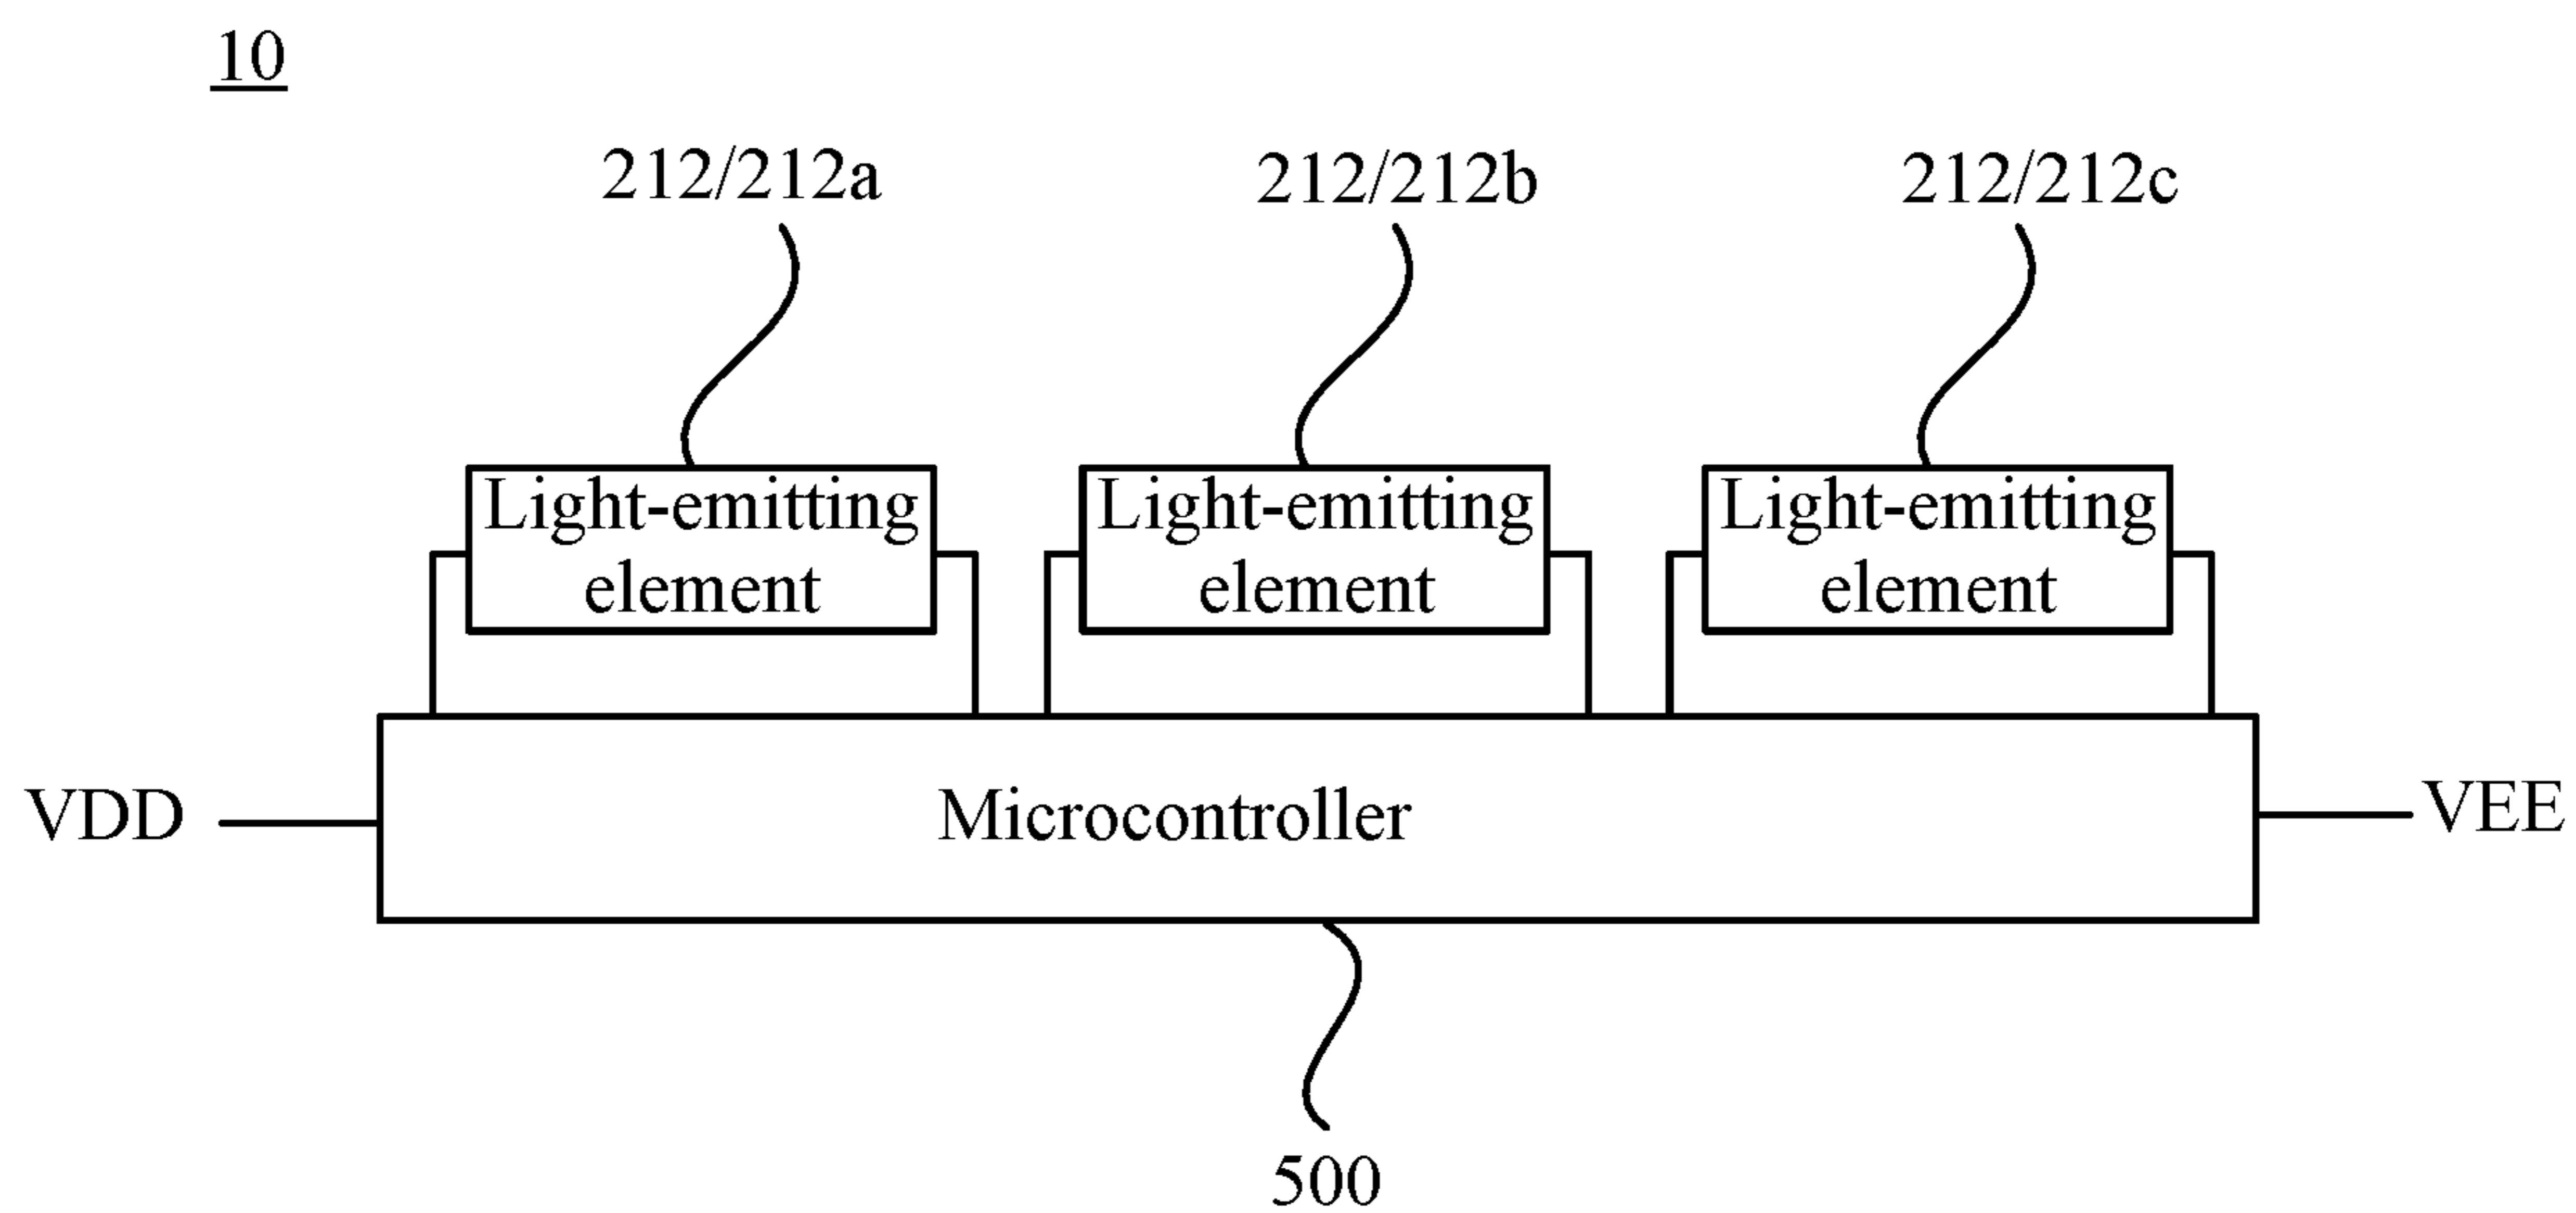 10
212/212a
212/212b
212/212c
Light-emitting
element
Light-emitting
element
Light-emitting
element
VDD
Microcontroller
VEE
500